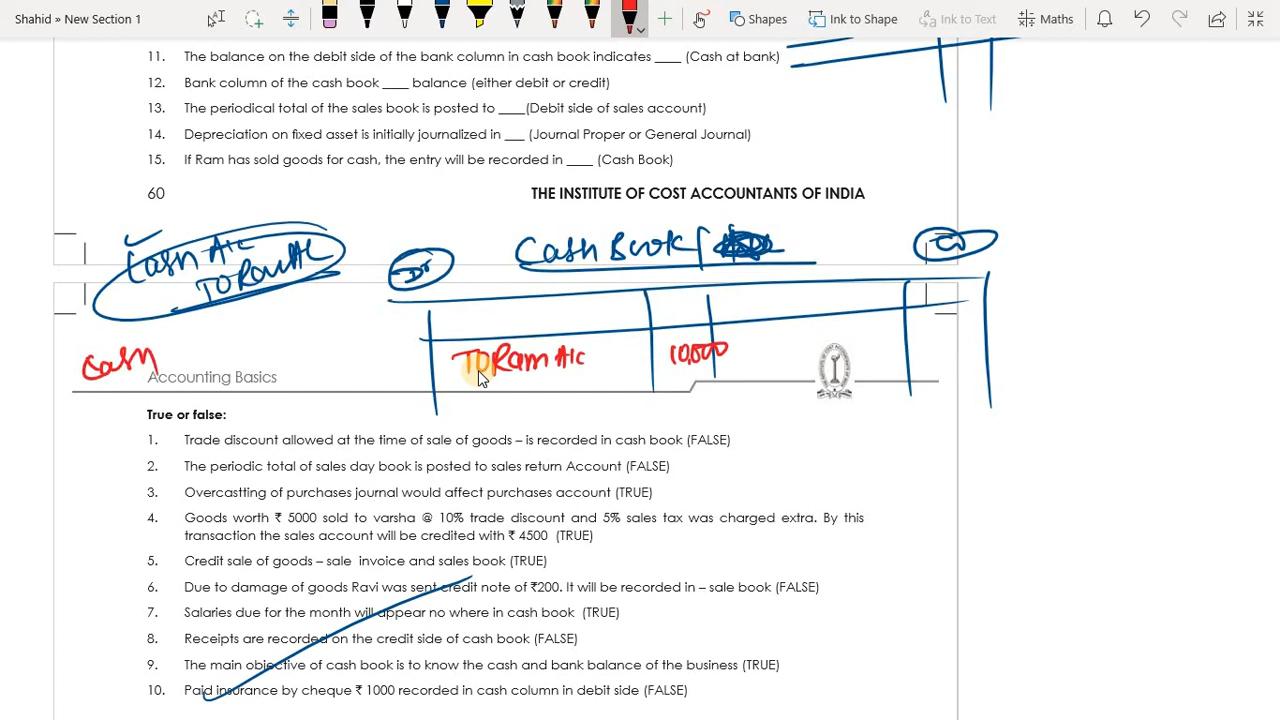 Shahid » New Section 1
Shapes
Ink to Shape
Ink to Text
Maths
11. The balance on the debit side of the bank column in cash book indicates ____ (Cash at bank)
12. Bank column of the cash book ____ balance (either debit or credit)
13. The periodical total of the sales book is posted to ____(Debit side of sales account)
14. Depreciation on fixed asset is initially journalized in ___ (Journal Proper or General Journal)
15. If Ram has sold goods for cash, the entry will be recorded in ____ (Cash Book)
60 THE INSTITUTE OF COST ACCOUNTANTS OF INDIA
Cash A/c
To Ram A/c
Dr
Cash Book
Cr
Cash
To Ram A/c 10,000
Accounting Basics
True or false:
1. Trade discount allowed at the time of sale of goods – is recorded in cash book (FALSE)
2. The periodic total of sales day book is posted to sales return Account (FALSE)
3. Overcastting of purchases journal would affect purchases account (TRUE)
4. Goods worth ₹ 5000 sold to varsha @ 10% trade discount and 5% sales tax was charged extra. By this
transaction the sales account will be credited with ₹ 4500 (TRUE)
5. Credit sale of goods – sale invoice and sales book (TRUE)
6. Due to damage of goods Ravi was sent credit note of ₹200. It will be recorded in – sale book (FALSE)
7. Salaries due for the month will appear no where in cash book (TRUE)
8. Receipts are recorded on the credit side of cash book (FALSE)
9. The main objective of cash book is to know the cash and bank balance of the business (TRUE)
10. Paid insurance by cheque ₹ 1000 recorded in cash column in debit side (FALSE)